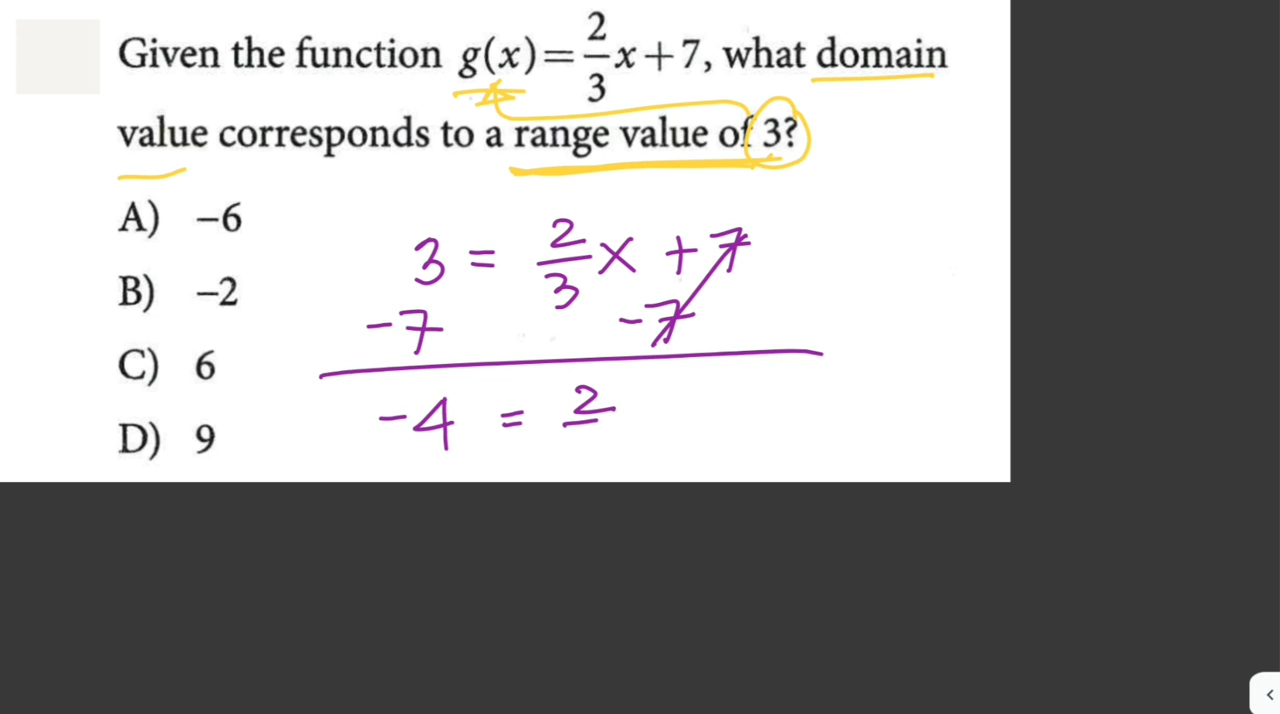 Given the function g(x)=2/3x+7, what domain
value corresponds to a range value of 3?
A) −6
B) −2
C) 6
D) 9
3 = 2/3 x + 7
-7 -7
-4 = 2